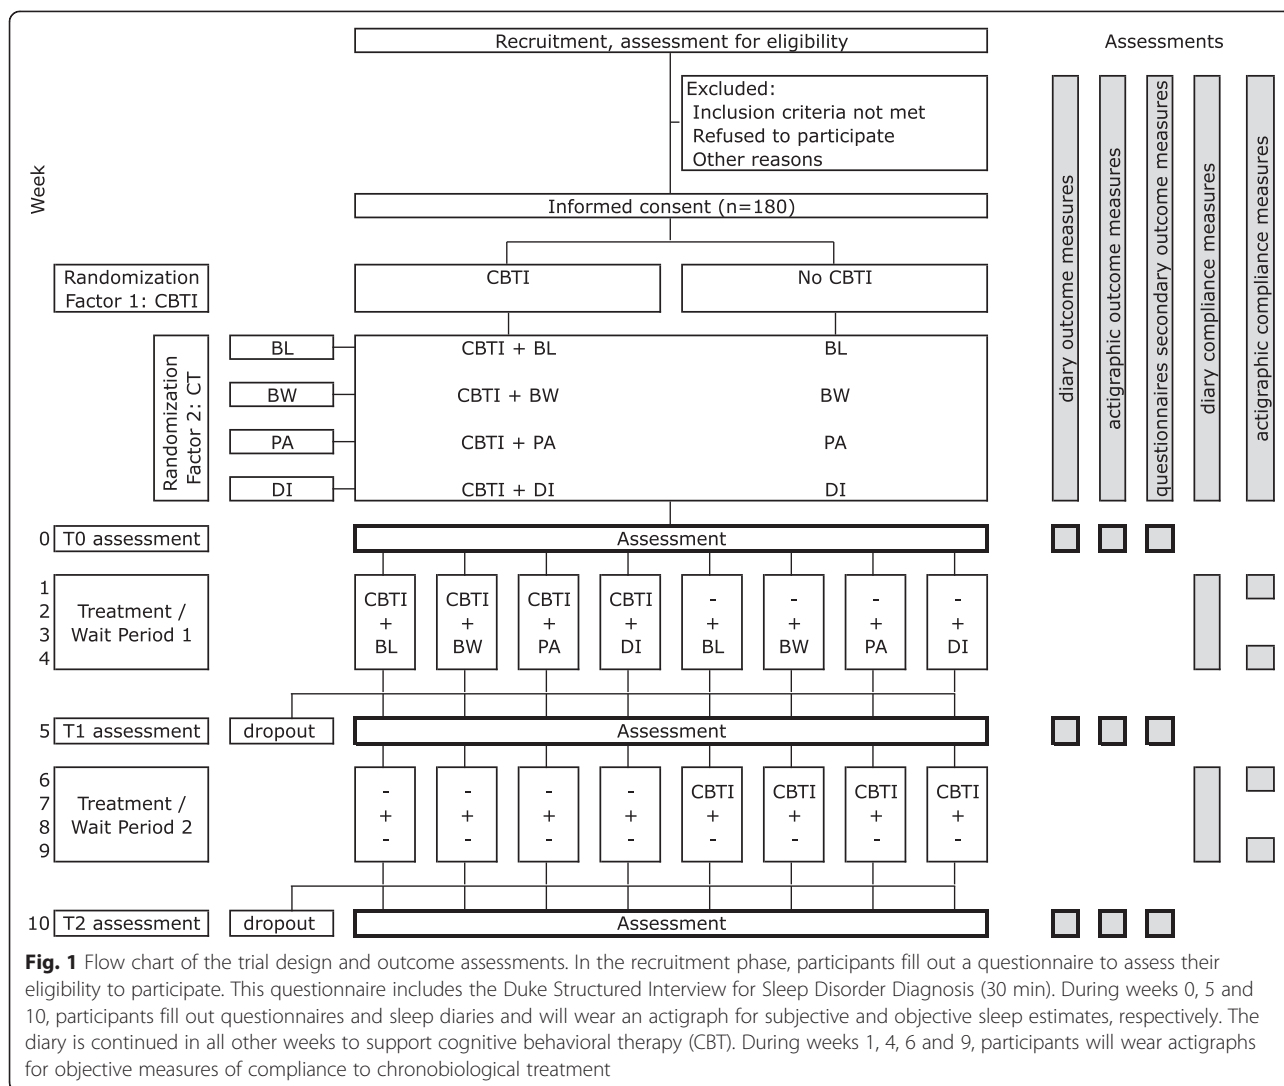 Recruitment, assessment for eligibility
Assessments
Excluded:
Inclusion criteria not met
Refused to participate
Other reasons
Week
Informed consent (n=180)
diary outcome measures
actigraphic outcome measures
questionnaires secondary outcome measures
diary compliance measures
actigraphic compliance measures
Randomization
Factor 1: CBTI
CBTI
No CBTI
Randomization
Factor 2: CT
BL
CBTI + BL
BL
BW
CBTI + BW
BW
PA
CBTI + PA
PA
DI
CBTI + DI
DI
0
T0 assessment
Assessment
1
2
3
4
Treatment /
Wait Period 1
CBTI
+
BL
CBTI
+
BW
CBTI
+
PA
CBTI
+
DI
-
+
BL
-
+
BW
-
+
PA
-
+
DI
5
T1 assessment
dropout
Assessment
6
7
8
9
Treatment /
Wait Period 2
-
+
-
-
+
-
-
+
-
-
+
-
CBTI
+
-
CBTI
+
-
CBTI
+
-
CBTI
+
-
10
T2 assessment
dropout
Assessment
Fig. 1 Flow chart of the trial design and outcome assessments. In the recruitment phase, participants fill out a questionnaire to assess their
eligibility to participate. This questionnaire includes the Duke Structured Interview for Sleep Disorder Diagnosis (30 min). During weeks 0, 5 and
10, participants fill out questionnaires and sleep diaries and will wear an actigraph for subjective and objective sleep estimates, respectively. The
diary is continued in all other weeks to support cognitive behavioral therapy (CBT). During weeks 1, 4, 6 and 9, participants will wear actigraphs
for objective measures of compliance to chronobiological treatment